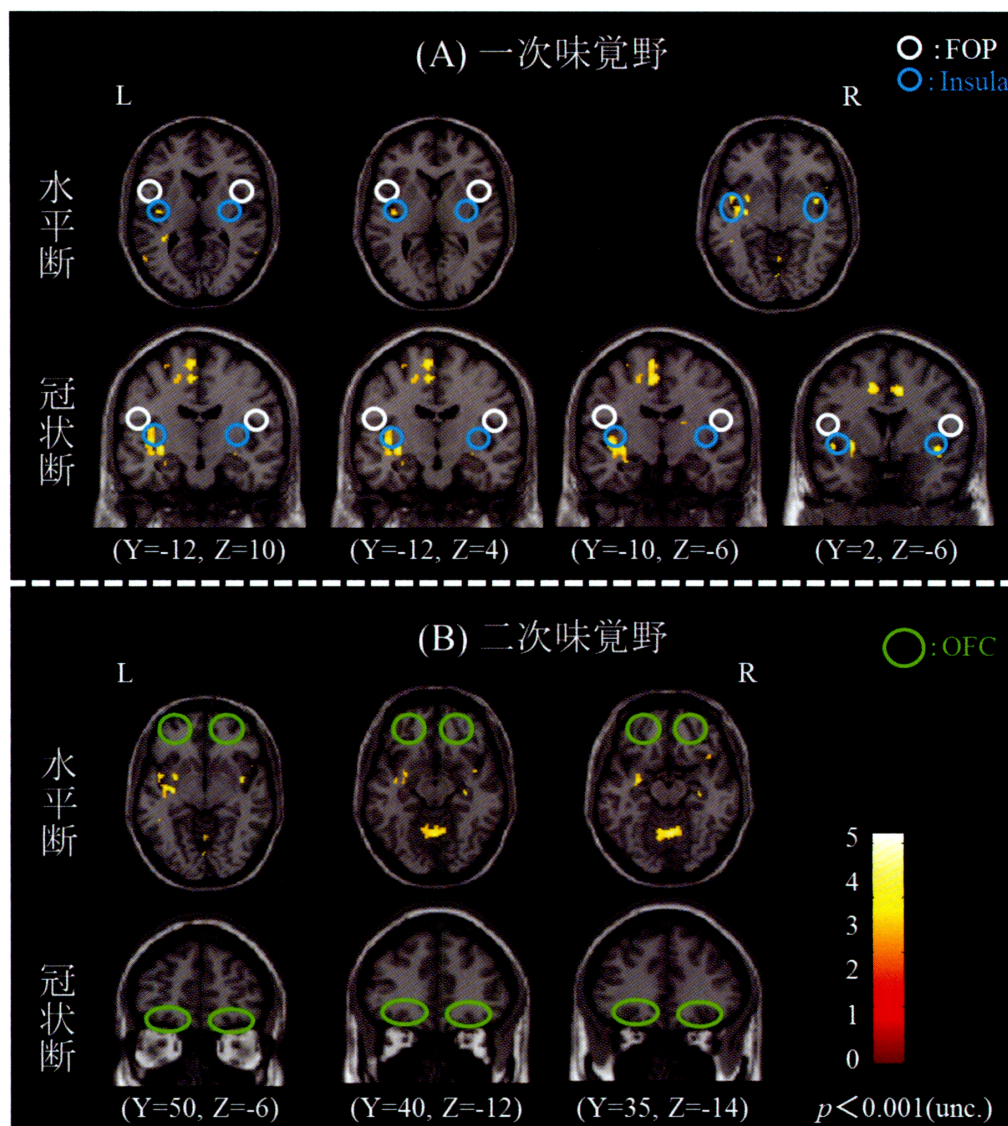 (A) 一次味覚野
: FOP
: Insula
L
R
水平断
冠状断
(Y=-12, Z=10)
(Y=-12, Z=4)
(Y=-10, Z=-6)
(Y=2, Z=-6)
(B) 二次味覚野
: OFC
L
R
水平断
冠状断
5
4
3
2
1
0
(Y=50, Z=-6)
(Y=40, Z=-12)
(Y=35, Z=-14)
p＜0.001(unc.)